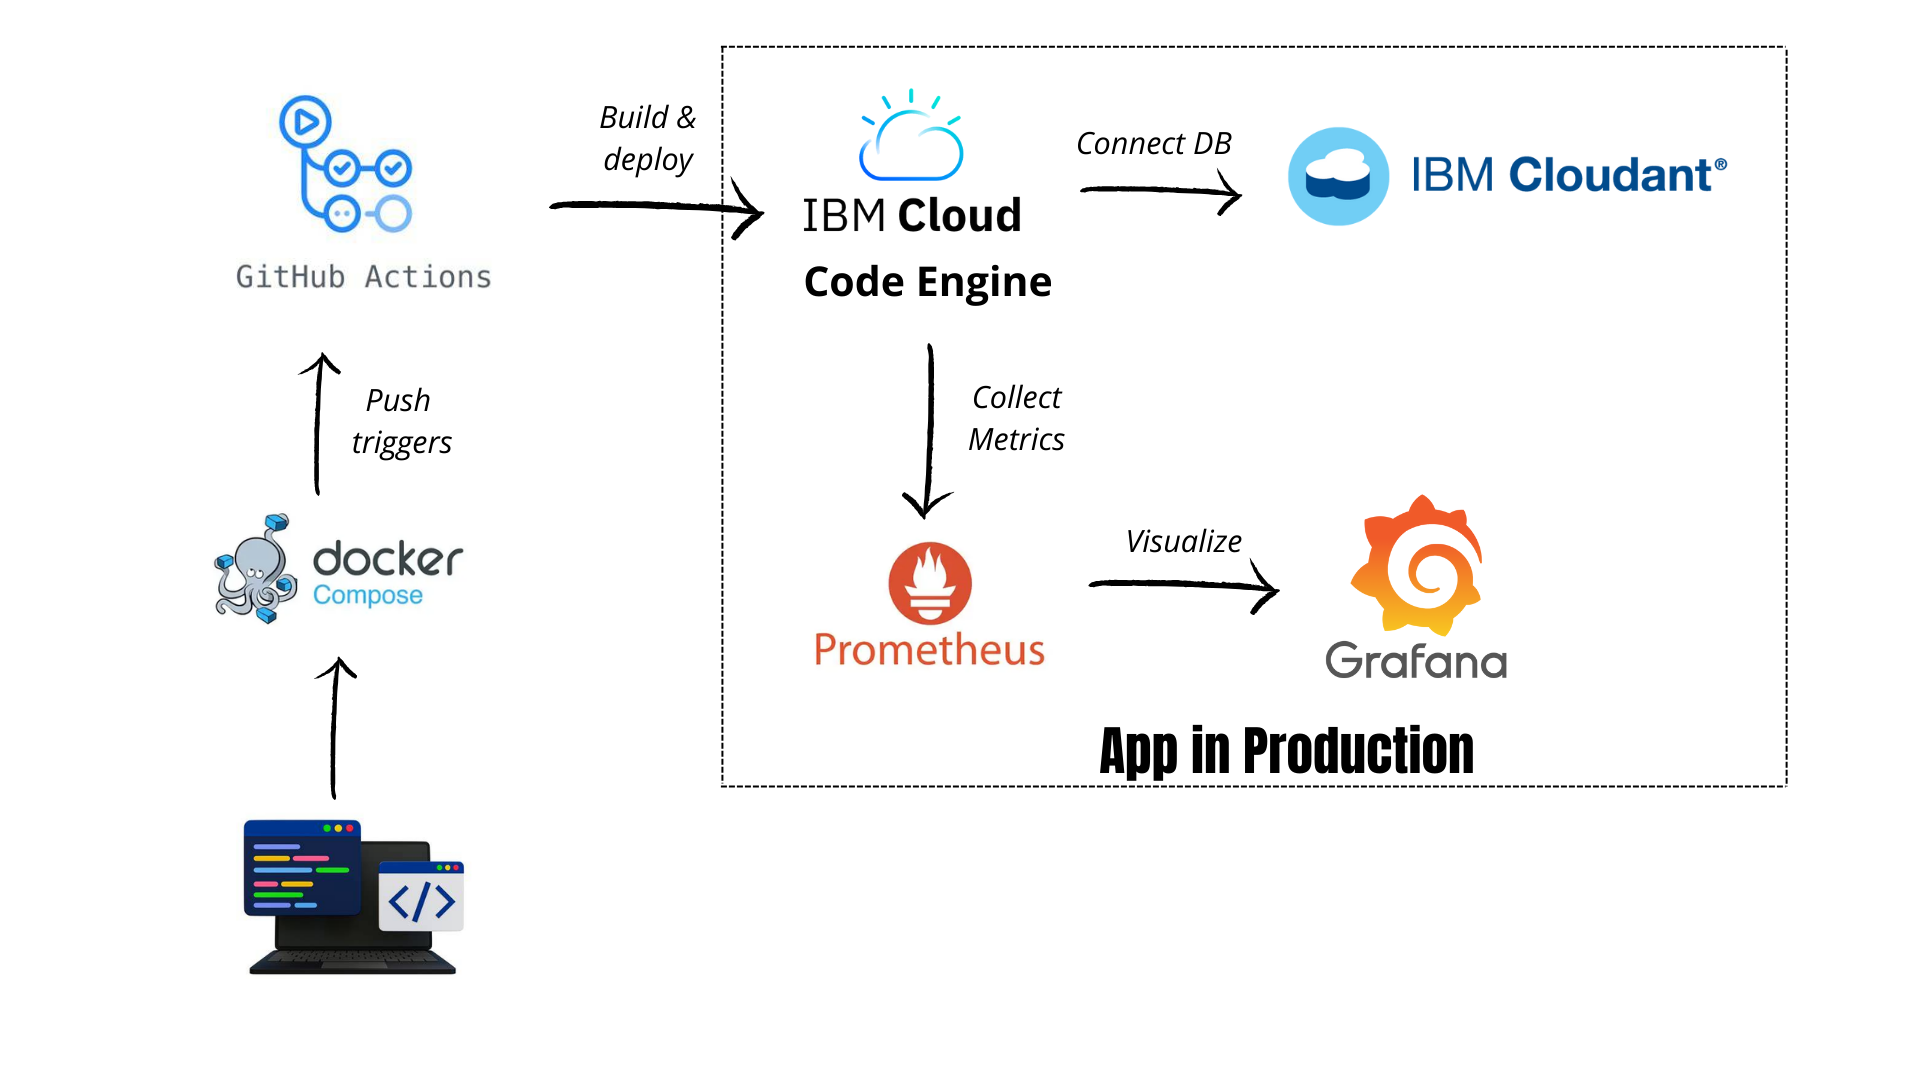 Build &
deploy
Connect DB
IBM Cloudant®
IBM Cloud
Code Engine
GitHub Actions
Push
triggers
Collect
Metrics
docker
Compose
Visualize
Prometheus
Grafana
App in Production
</>